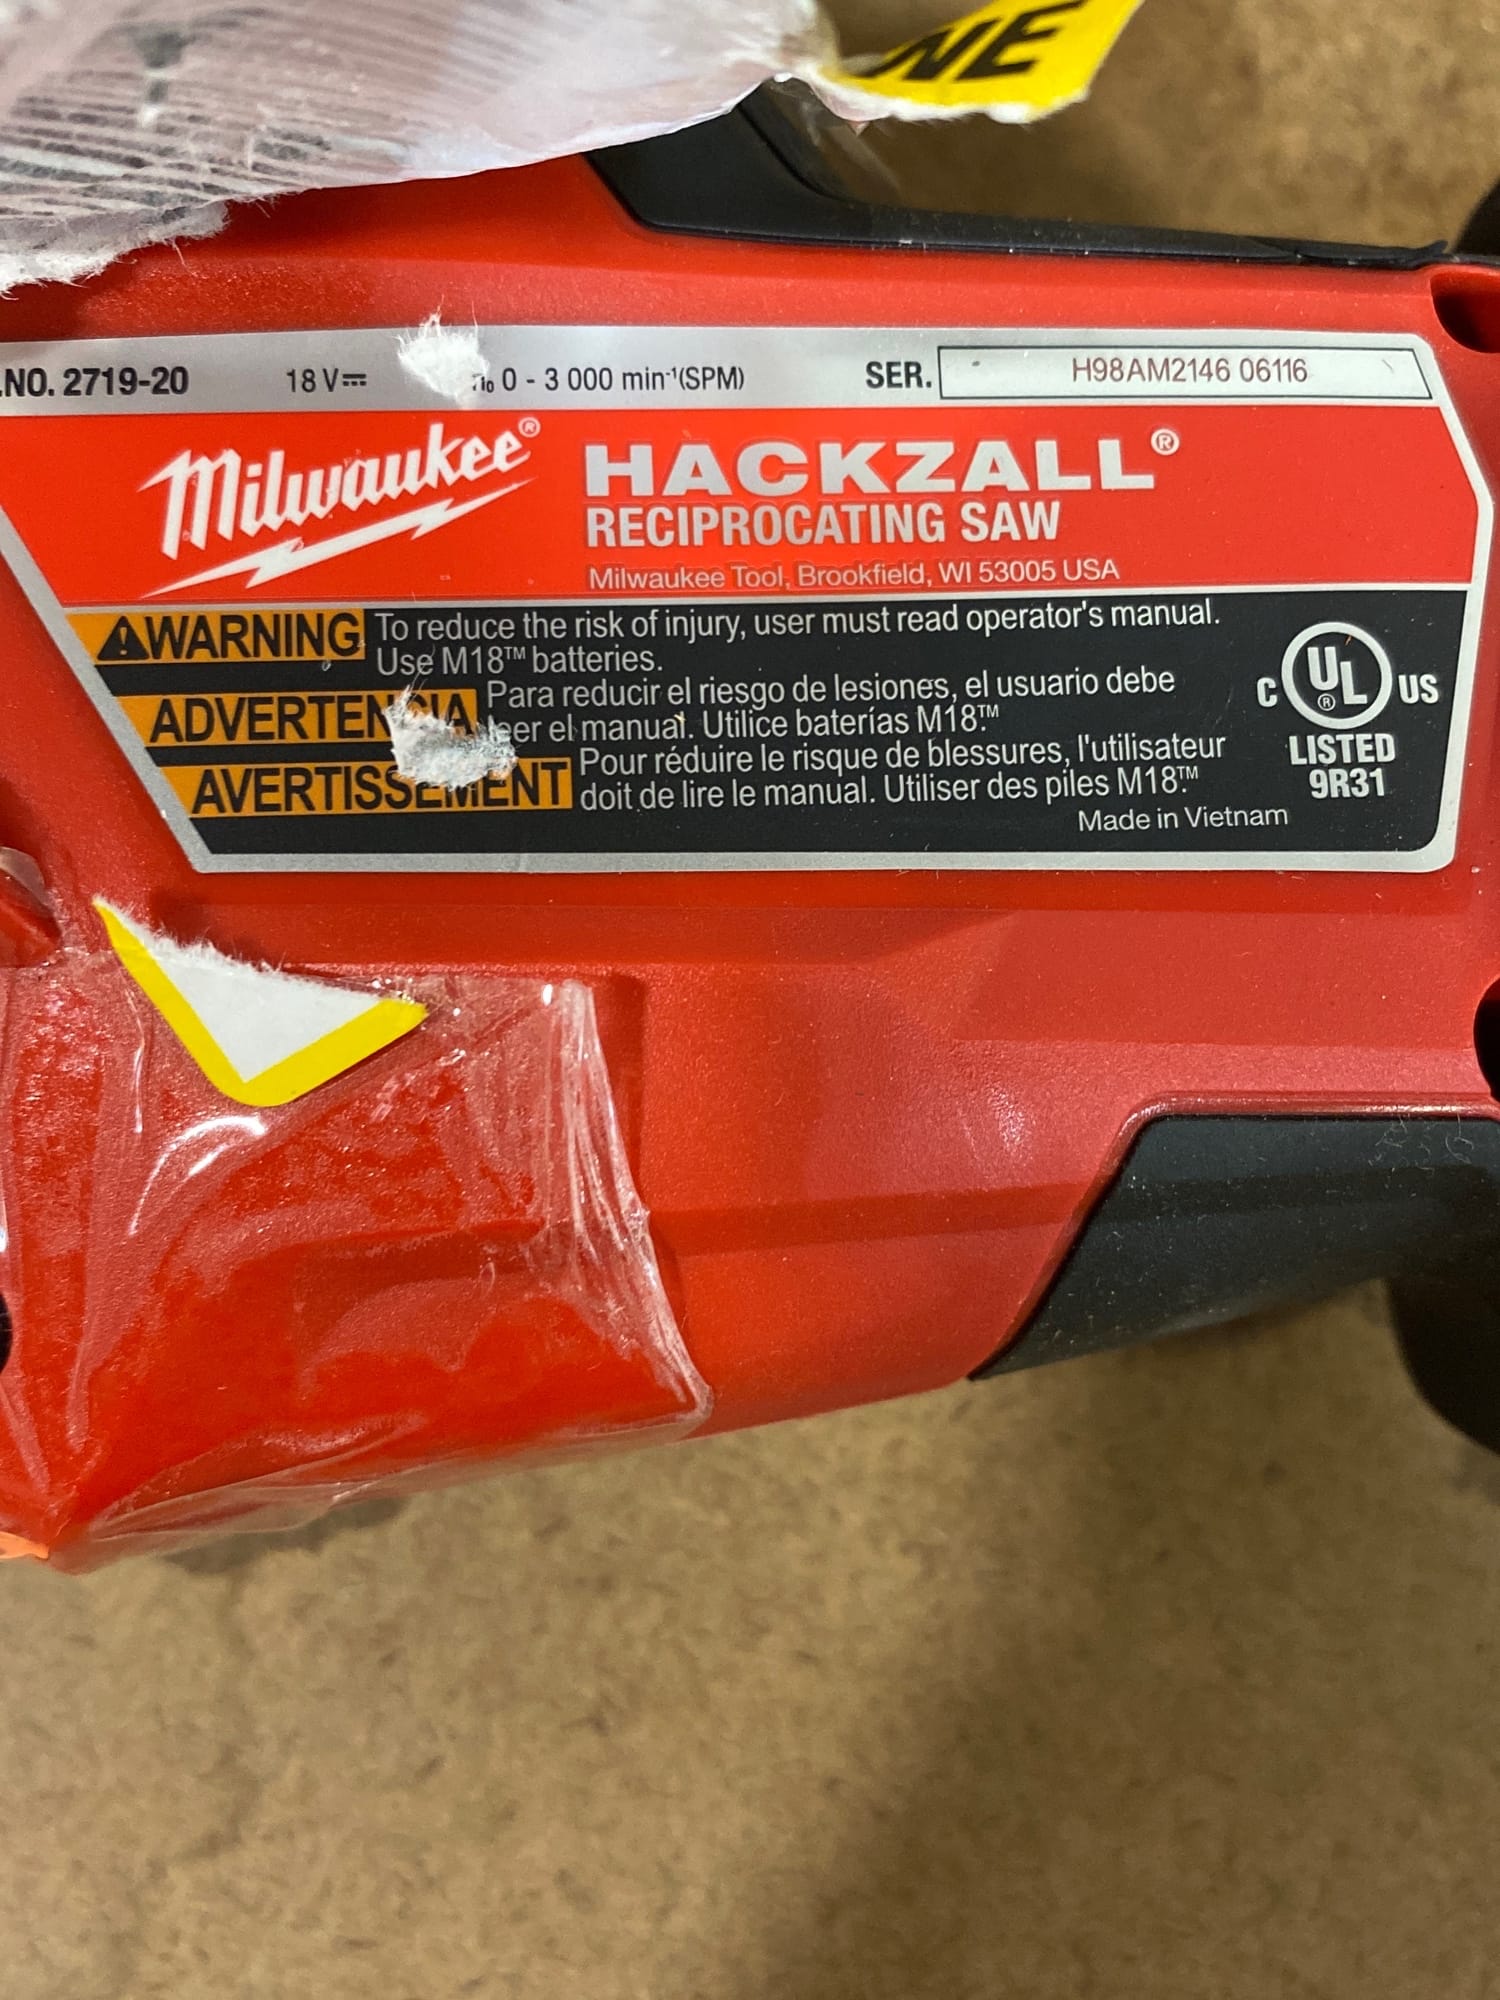 NE
.NO. 2719-20 18 V⎓ n₀ 0 - 3 000 min⁻¹(SPM) SER. H98AM2146 06116
Milwaukee®
HACKZALL®
RECIPROCATING SAW
Milwaukee Tool, Brookfield, WI 53005 USA
⚠WARNING To reduce the risk of injury, user must read operator's manual.
Use M18™ batteries.
ADVERTENCIA Para reducir el riesgo de lesiones, el usuario debe
leer el manual. Utilice baterías M18™.
AVERTISSEMENT Pour réduire le risque de blessures, l'utilisateur
doit de lire le manual. Utiliser des piles M18™.
Made in Vietnam
C UL® US
LISTED
9R31